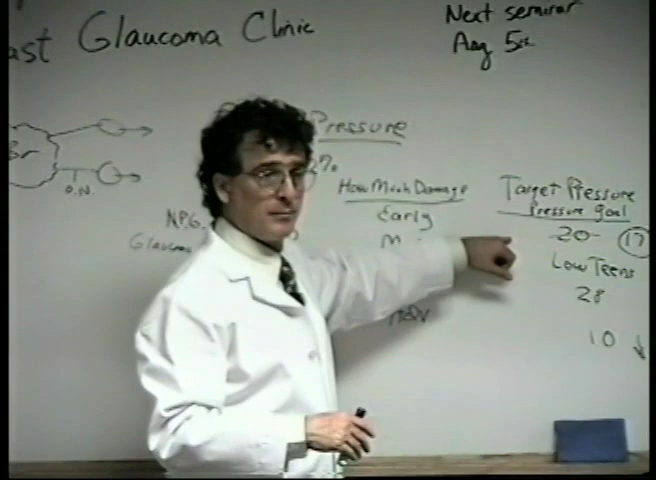 ast Glaucoma Clinic
Next seminar
Aug 5th
Pressure
%
Br
O.N.
N.P.G.
Glaucoma
How Much Damage
Early
M
Target Pressure
Pressure goal
20
17
Low Teens
28
10